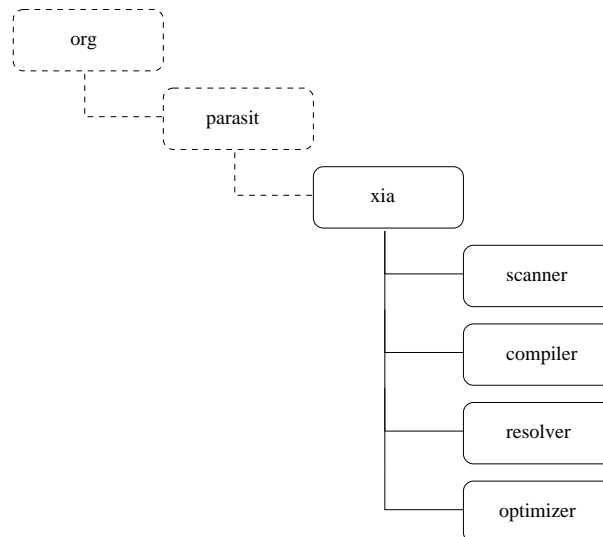 org
parasit
xia
scanner
compiler
resolver
optimizer